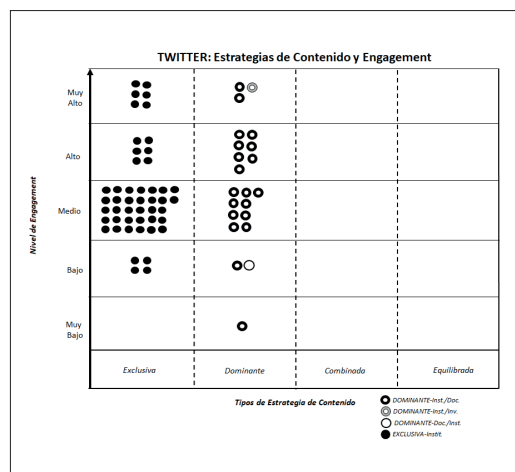 TWITTER: Estrategias de Contenido y Engagement
Muy
Alto
Alto
Medio
Bajo
Muy
Bajo
Nivel de Engagement
Exclusiva
Dominante
Combinada
Equilibrada
Tipos de Estrategia de Contenido
DOMINANTE-Inst./Doc.
DOMINANTE-Inst./Inv.
DOMINANTE-Doc./Inst.
EXCLUSIVA-Instit.